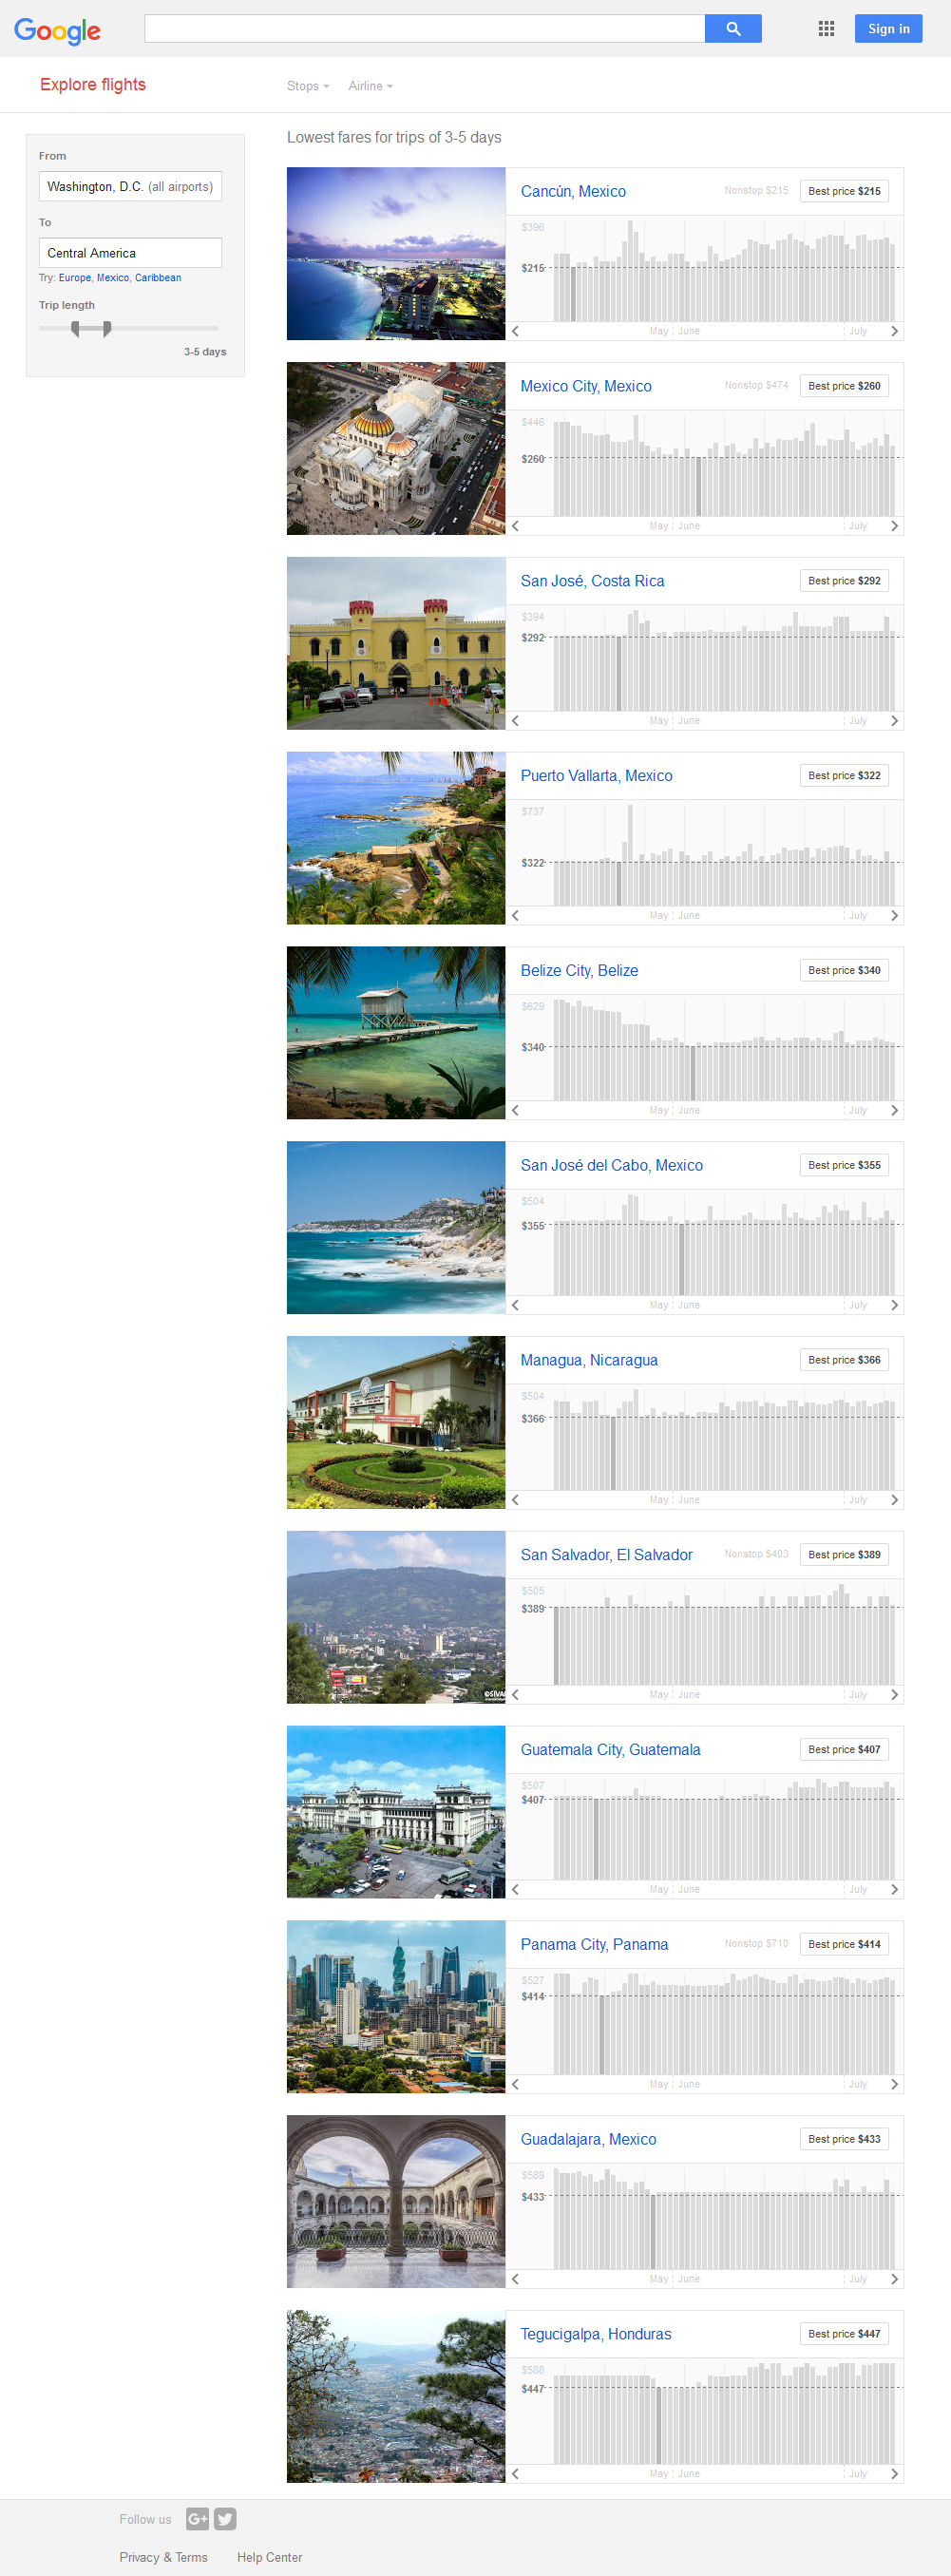 Google
Sign in
Explore flights
Stops
Airline
From
Washington, D.C. (all airports)
To
Central America
Try: Europe, Mexico, Caribbean
Trip length
3-5 days
Lowest fares for trips of 3-5 days
Cancún, Mexico
Nonstop $215
Best price $215
$396
$215
May June July
Mexico City, Mexico
Nonstop $474
Best price $260
$446
$260
May June July
San José, Costa Rica
Best price $292
$394
$292
May June July
Puerto Vallarta, Mexico
Best price $322
$737
$322
May June July
Belize City, Belize
Best price $340
$629
$340
May June July
San José del Cabo, Mexico
Best price $355
$504
$355
May June July
Managua, Nicaragua
Best price $366
$504
$366
May June July
San Salvador, El Salvador
Nonstop $403
Best price $389
$505
$389
May June July
Guatemala City, Guatemala
Best price $407
$507
$407
May June July
Panama City, Panama
Nonstop $710
Best price $414
$527
$414
May June July
Guadalajara, Mexico
Best price $433
$589
$433
May June July
Tegucigalpa, Honduras
Best price $447
$588
$447
May June July
Follow us
G+
Privacy & Terms
Help Center